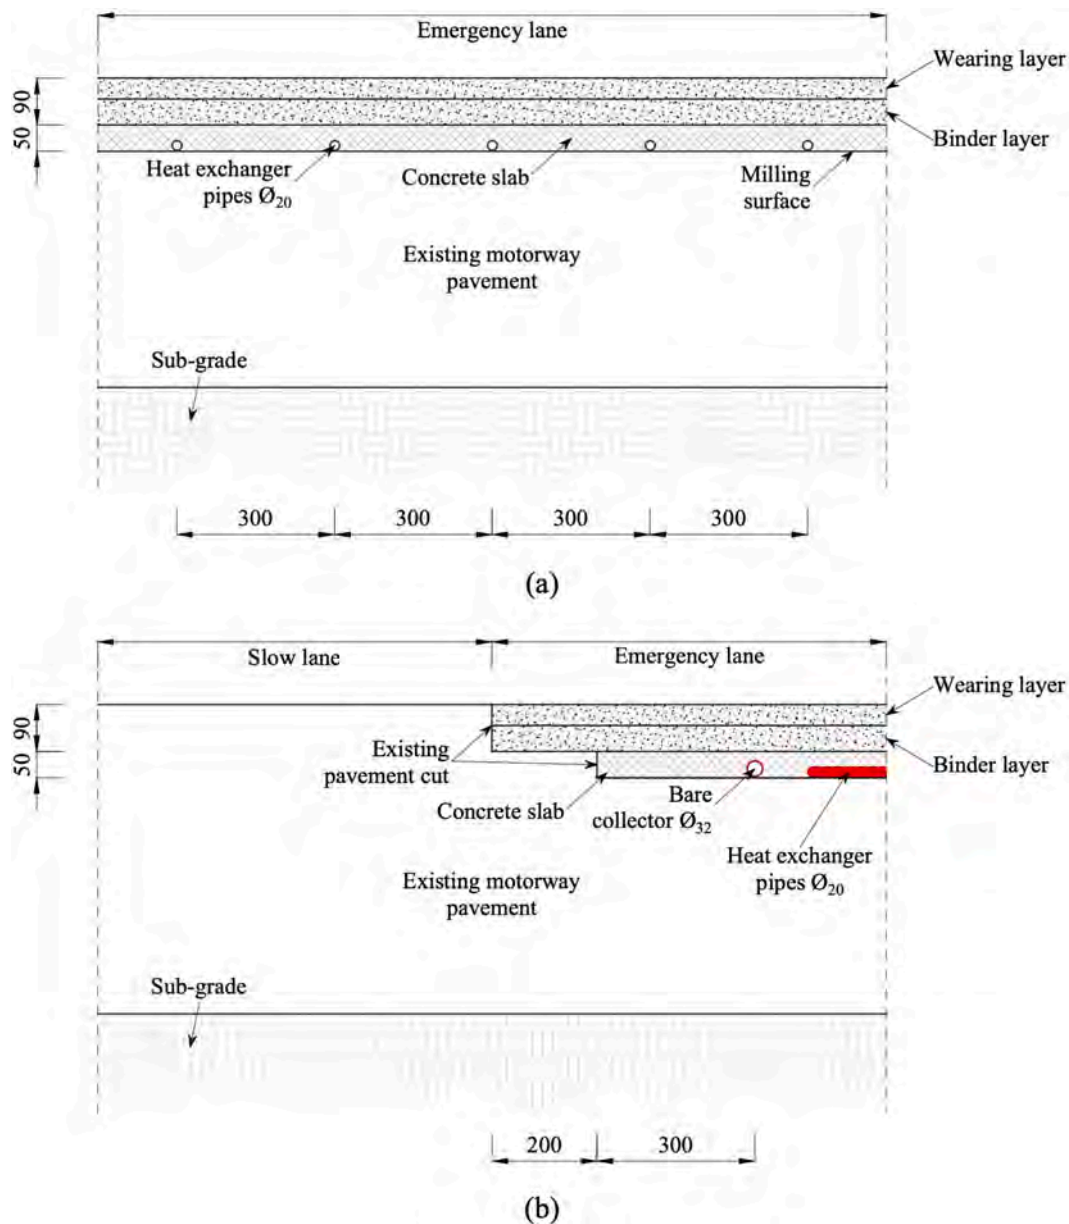 Emergency lane
Wearing layer
90
50
Binder layer
Heat exchanger
pipes Ø20
Concrete slab
Milling
surface
Existing motorway
pavement
Sub-grade
300 300 300 300
(a)
Slow lane Emergency lane
Wearing layer
90
50
Existing
pavement cut
Binder layer
Concrete slab
Bare
collector Ø32
Heat exchanger
pipes Ø20
Existing motorway
pavement
Sub-grade
200 300
(b)